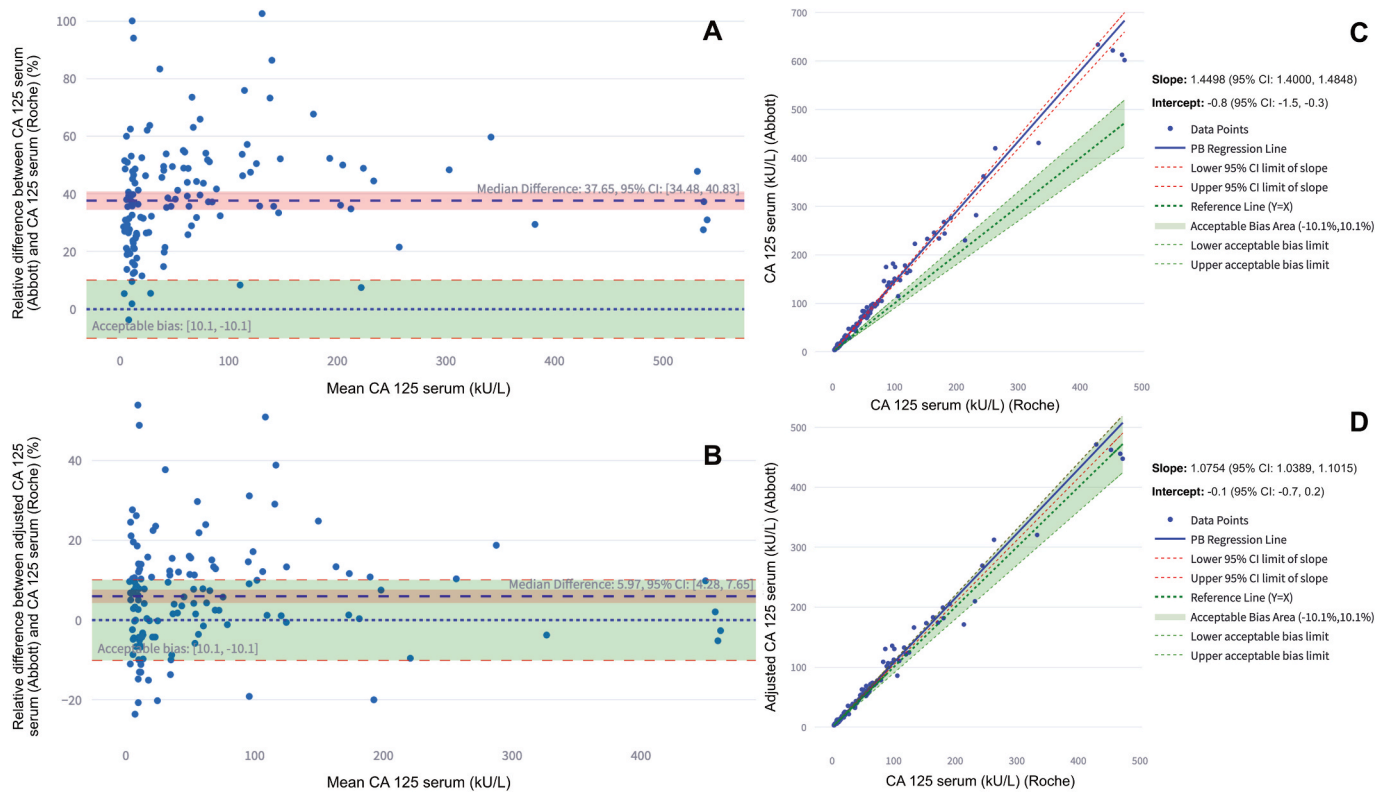 A
Relative difference between CA 125 serum
(Abbott) and CA 125 serum (Roche) (%)
100
80
60
40
20
0
Median Difference: 37.65, 95% CI: [34.48, 40.83]
Acceptable bias: [10.1, -10.1]
0 100 200 300 400 500
Mean CA 125 serum (kU/L)
B
Relative difference between adjusted CA 125
serum (Abbott) and CA 125 serum (Roche) (%)
40
20
0
−20
Median Difference: 5.97, 95% CI: [4.28, 7.65]
Acceptable bias: [10.1, -10.1]
0 100 200 300 400
Mean CA 125 serum (kU/L)
C
CA 125 serum (kU/L) (Abbott)
700
600
500
400
300
200
100
0
0 100 200 300 400 500
CA 125 serum (kU/L) (Roche)
Slope: 1.4498 (95% CI: 1.4000, 1.4848)
Intercept: -0.8 (95% CI: -1.5, -0.3)
Data Points
PB Regression Line
Lower 95% CI limit of slope
Upper 95% CI limit of slope
Reference Line (Y=X)
Acceptable Bias Area (-10.1%,10.1%)
Lower acceptable bias limit
Upper acceptable bias limit
D
Adjusted CA 125 serum (kU/L) (Abbott)
500
400
300
200
100
0
0 100 200 300 400 500
CA 125 serum (kU/L) (Roche)
Slope: 1.0754 (95% CI: 1.0389, 1.1015)
Intercept: -0.1 (95% CI: -0.7, 0.2)
Data Points
PB Regression Line
Lower 95% CI limit of slope
Upper 95% CI limit of slope
Reference Line (Y=X)
Acceptable Bias Area (-10.1%,10.1%)
Lower acceptable bias limit
Upper acceptable bias limit